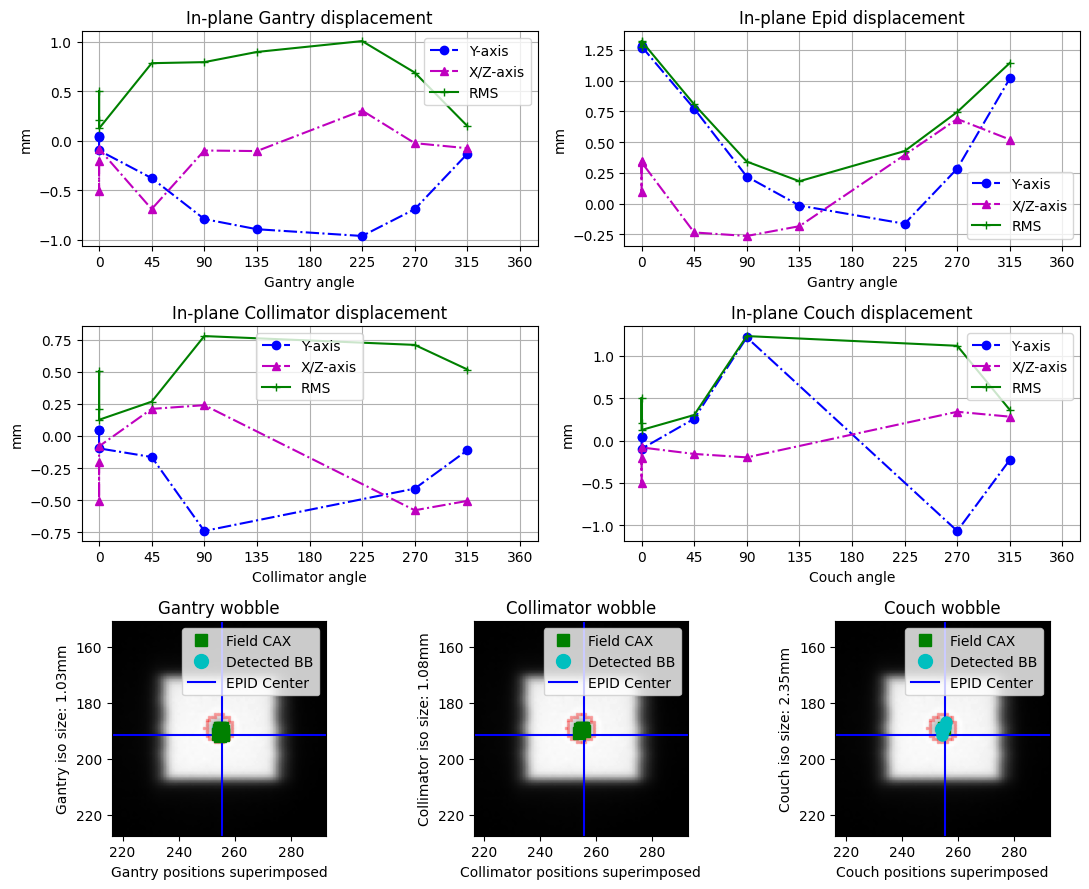 In-plane Gantry displacement
1.0
0.5
0.0
−0.5
−1.0
mm
0 45 90 135 180 225 270 315 360
Gantry angle
Y-axis
X/Z-axis
RMS
In-plane Epid displacement
1.25
1.00
0.75
0.50
0.25
0.00
−0.25
mm
0 45 90 135 180 225 270 315 360
Gantry angle
Y-axis
X/Z-axis
RMS
In-plane Collimator displacement
0.75
0.50
0.25
0.00
−0.25
−0.50
−0.75
mm
0 45 90 135 180 225 270 315 360
Collimator angle
Y-axis
X/Z-axis
RMS
In-plane Couch displacement
1.0
0.5
0.0
−0.5
−1.0
mm
0 45 90 135 180 225 270 315 360
Couch angle
Y-axis
X/Z-axis
RMS
Gantry wobble
Field CAX
Detected BB
EPID Center
160
180
200
220
Gantry iso size: 1.03mm
220 240 260 280
Gantry positions superimposed
Collimator wobble
Field CAX
Detected BB
EPID Center
160
180
200
220
Collimator iso size: 1.08mm
220 240 260 280
Collimator positions superimposed
Couch wobble
Field CAX
Detected BB
EPID Center
160
180
200
220
Couch iso size: 2.35mm
220 240 260 280
Couch positions superimposed